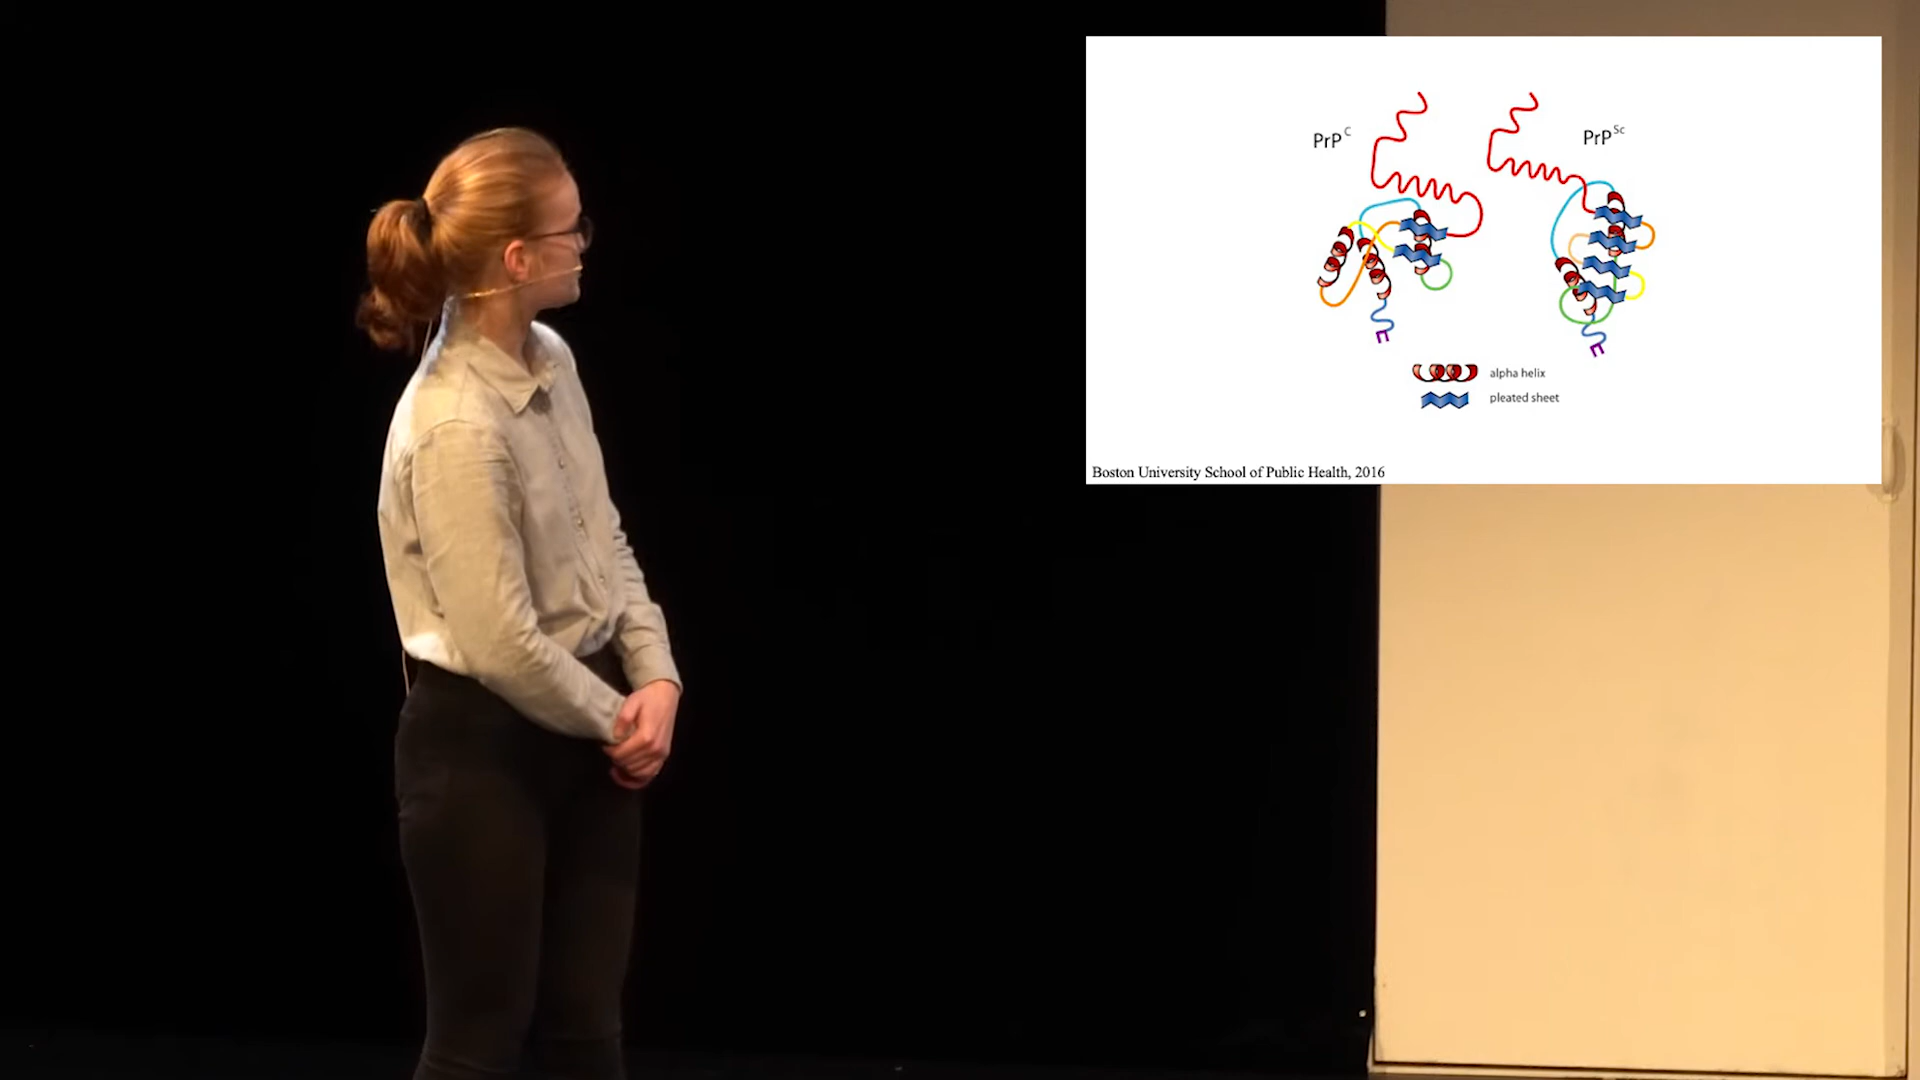 PrP^C
PrP^Sc
alpha helix
pleated sheet
Boston University School of Public Health, 2016